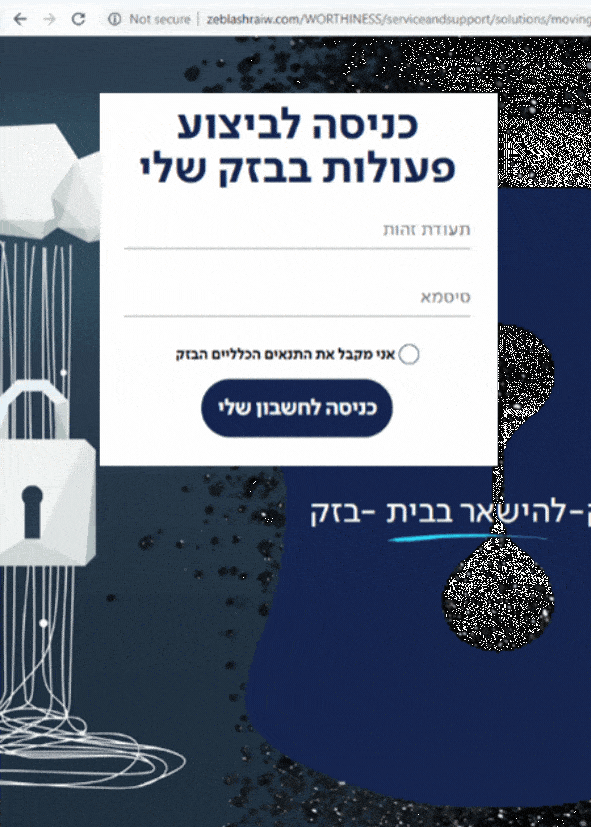 Not secure | zeblashraiw.com/WORTHINESS/serviceandsupport/solutions/moving
כניסה לביצוע
פעולות בבזק שלי
תעודת זהות
סיסמא
אני מקבל את התנאים הכלליים הבזק
כניסה לחשבון שלי
ק-להישאר בבית -בזק